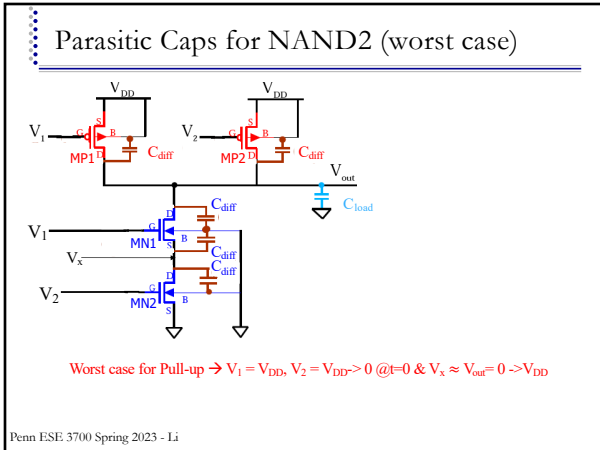 Parasitic Caps for NAND2 (worst case)
VDD VDD
S S
V1 G B V2 G B
MP1 D Cdiff MP2 D Cdiff
Vout
Cload
D Cdiff
V1 G B
MN1 S Cdiff
Vx Cdiff
D
V2 G B
MN2 S
Worst case for Pull-up → V1 = VDD, V2 = VDD-> 0 @t=0 & Vx ≈ Vout= 0 ->VDD
Penn ESE 3700 Spring 2023 - Li